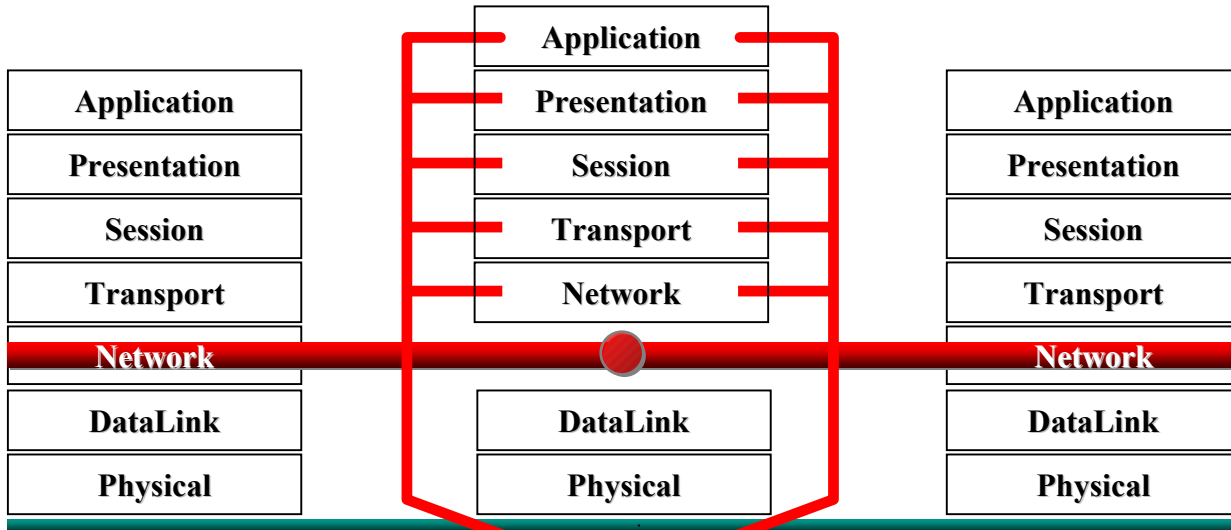 Application
Presentation
Session
Transport
Network
DataLink
Physical
Application
Presentation
Session
Transport
Network
DataLink
Physical
Application
Presentation
Session
Transport
Network
DataLink
Physical